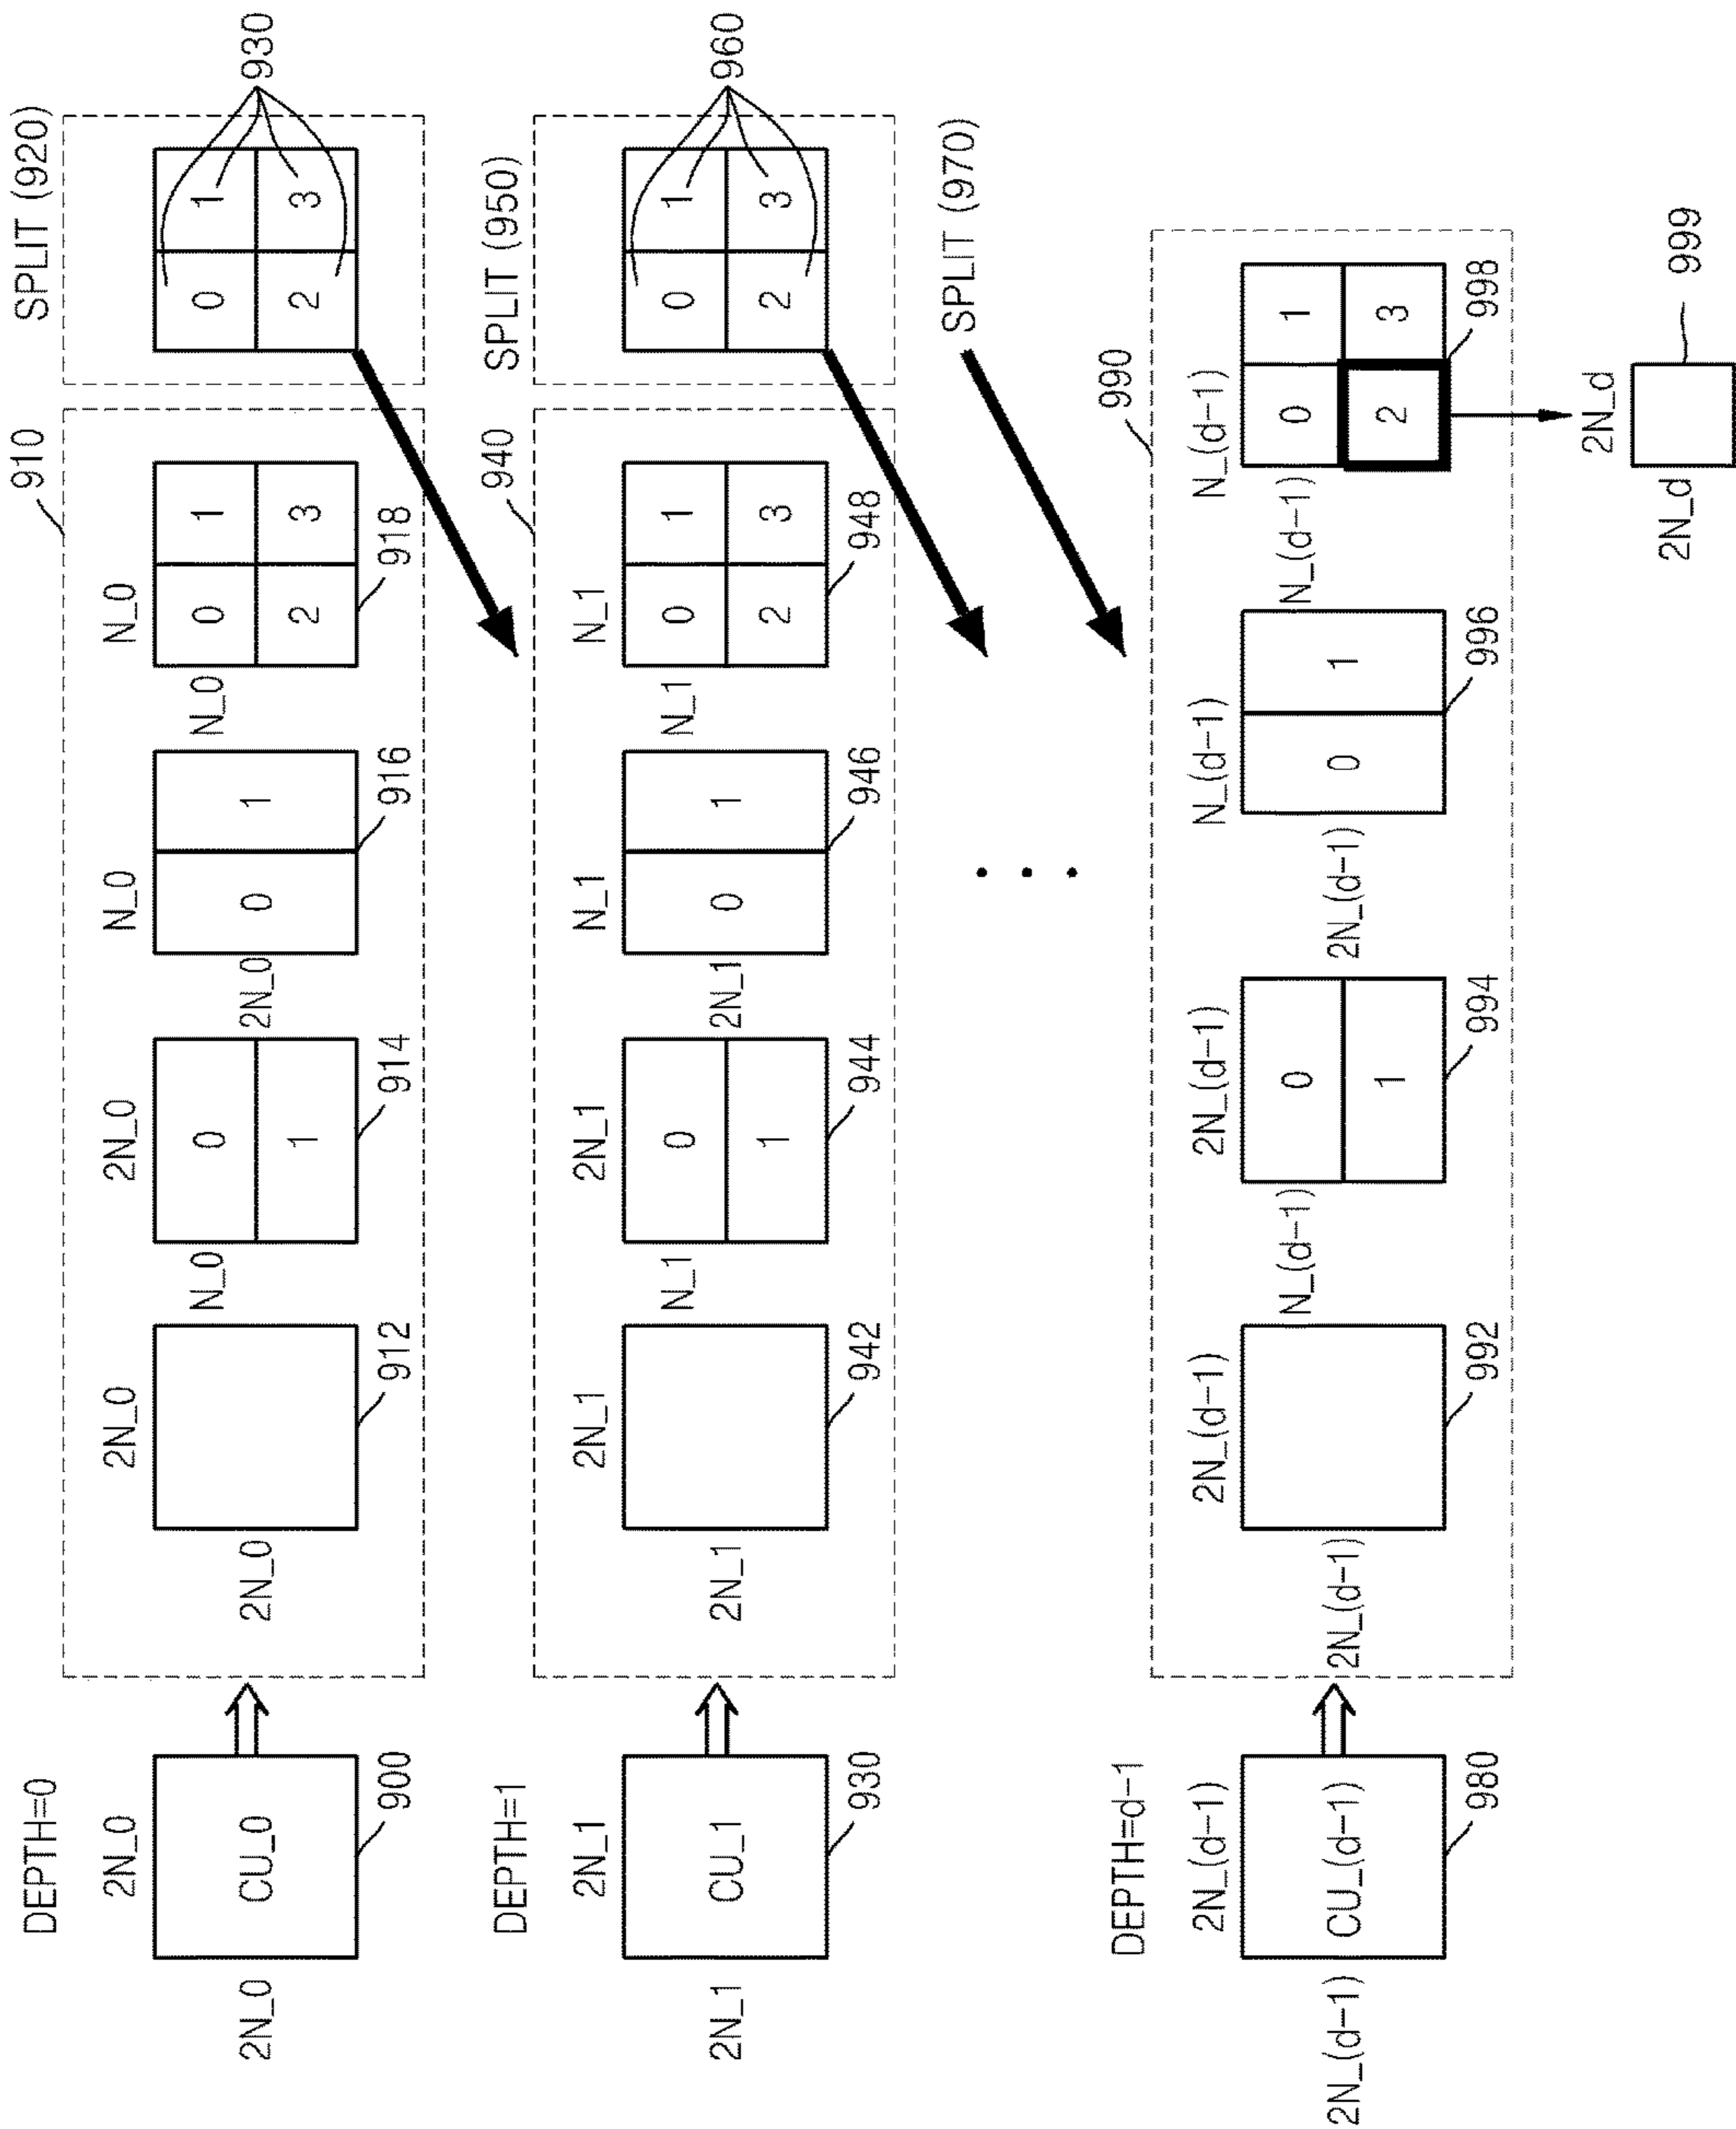 910
SPLIT (920)
DEPTH=0
2N_0
2N_0
2N_0
N_0
N_0
930
2N_0
CU_0
2N_0
N_0
0
1
2N_0
0
1
N_0
0
1
2
3
0
1
2
3
900
912
914
916
918
940
SPLIT (950)
DEPTH=1
2N_1
2N_1
2N_1
N_1
N_1
960
2N_1
CU_1
2N_1
N_1
0
1
2N_1
0
1
N_1
0
1
2
3
0
1
2
3
930
942
944
946
948
SPLIT (970)
990
DEPTH=d-1
2N_(d-1)
2N_(d-1)
2N_(d-1)
N_(d-1)
N_(d-1)
2N_(d-1)
CU_(d-1)
2N_(d-1)
N_(d-1)
0
1
2N_(d-1)
0
1
N_(d-1)
0
1
2
3
980
992
994
996
998
2N_d
2N_d
999